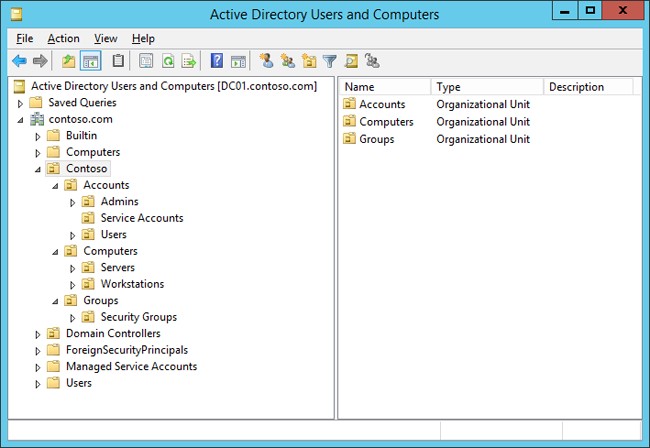 Active Directory Users and Computers
File Action View Help
Active Directory Users and Computers [DC01.contoso.com]
Saved Queries
contoso.com
Builtin
Computers
Contoso
Accounts
Admins
Service Accounts
Users
Computers
Servers
Workstations
Groups
Security Groups
Domain Controllers
ForeignSecurityPrincipals
Managed Service Accounts
Users
Name Type Description
Accounts Organizational Unit
Computers Organizational Unit
Groups Organizational Unit